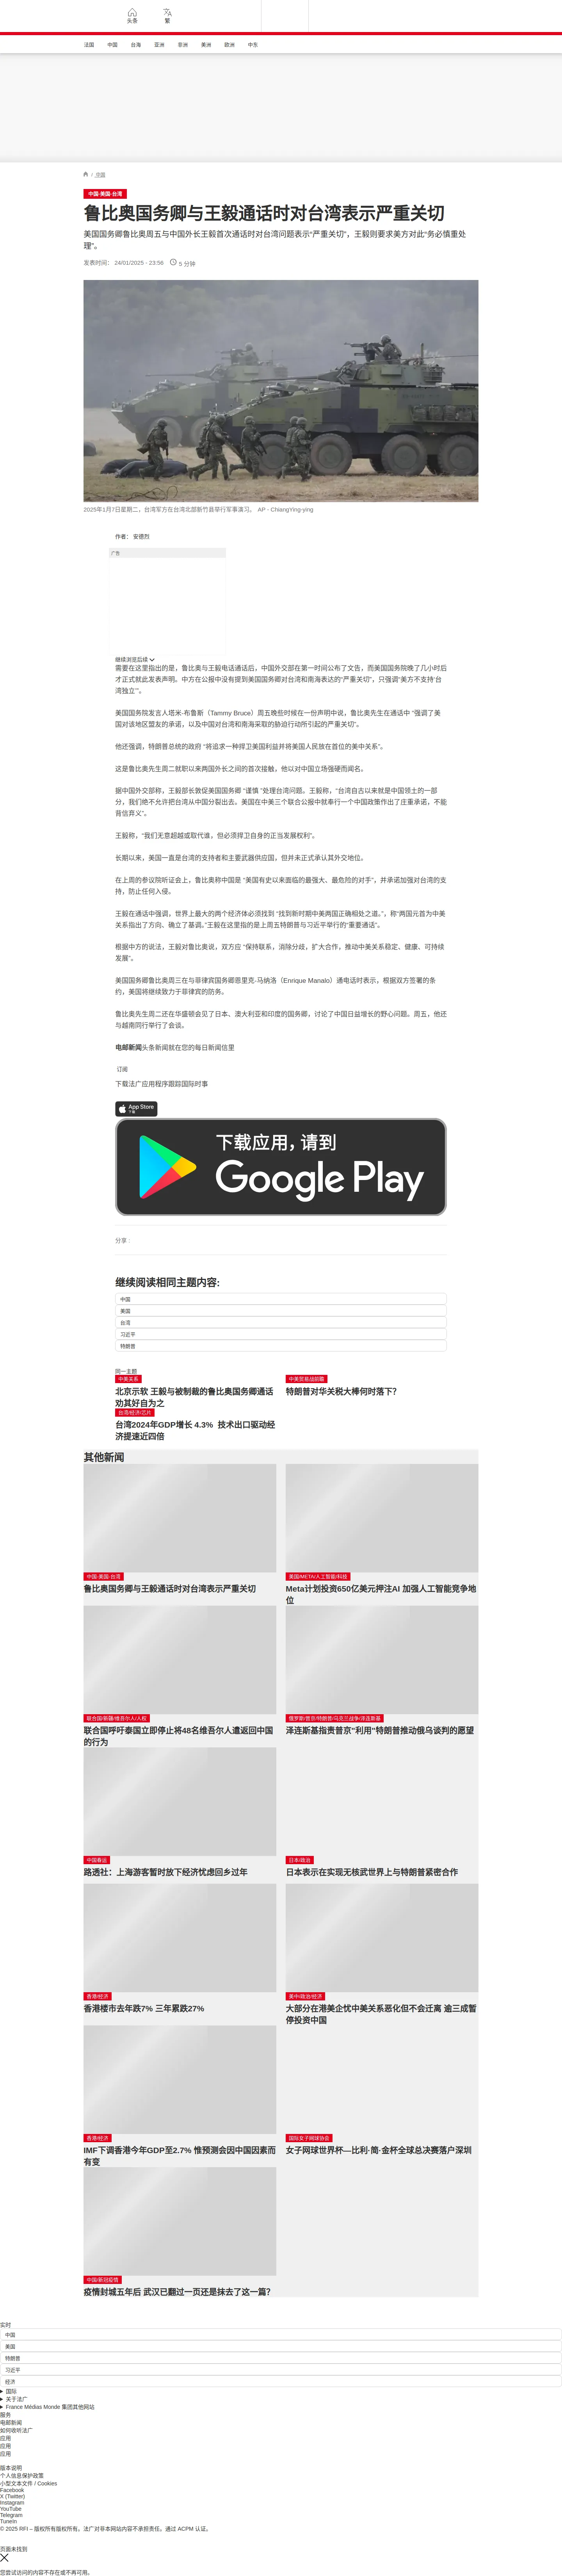 头条
繁
法国
中国
台海
亚洲
非洲
美洲
欧洲
中东
/ 中国
中国-美国-台湾
鲁比奥国务卿与王毅通话时对台湾表示严重关切
美国国务卿鲁比奥周五与中国外长王毅首次通话时对台湾问题表示“严重关切”，王毅则要求美方对此“务必慎重处
理”。
发表时间： 24/01/2025 - 23:56
5 分钟
2025年1月7日星期二，台湾军方在台湾北部新竹县举行军事演习。 AP - ChiangYing-ying
作者： 安德烈
广告
继续浏览后续
需要在这里指出的是，鲁比奥与王毅电话通话后，中国外交部在第一时间公布了文告，而美国国务院晚了几小时后
才正式就此发表声明。中方在公报中没有提到美国国务卿对台湾和南海表达的“严重关切”，只强调“美方不支持‘台
湾独立’”。
美国国务院发言人塔米-布鲁斯（Tammy Bruce）周五晚些时候在一份声明中说，鲁比奥先生在通话中 “强调了美
国对该地区盟友的承诺，以及中国对台湾和南海采取的胁迫行动所引起的严重关切”。
他还强调，特朗普总统的政府 “将追求一种捍卫美国利益并将美国人民放在首位的美中关系”。
这是鲁比奥先生周二就职以来两国外长之间的首次接触，他以对中国立场强硬而闻名。
据中国外交部称，王毅部长敦促美国国务卿 “谨慎 ”处理台湾问题。王毅称，“台湾自古以来就是中国领土的一部
分，我们绝不允许把台湾从中国分裂出去。美国在中美三个联合公报中就奉行一个中国政策作出了庄重承诺，不能
背信弃义”。
王毅称，“我们无意超越或取代谁，但必须捍卫自身的正当发展权利”。
长期以来，美国一直是台湾的支持者和主要武器供应国，但并未正式承认其外交地位。
在上周的参议院听证会上，鲁比奥称中国是 “美国有史以来面临的最强大、最危险的对手”，并承诺加强对台湾的支
持，防止任何入侵。
王毅在通话中强调，世界上最大的两个经济体必须找到 “找到新时期中美两国正确相处之道。”，称“两国元首为中美
关系指出了方向、确立了基调。”王毅在这里指的是上周五特朗普与习近平举行的“重要通话”。
根据中方的说法，王毅对鲁比奥说，双方应 “保持联系，消除分歧，扩大合作，推动中美关系稳定、健康、可持续
发展”。
美国国务卿鲁比奥周三在与菲律宾国务卿恩里克-马纳洛（Enrique Manalo）通电话时表示，根据双方签署的条
约，美国将继续致力于菲律宾的防务。
鲁比奥先生周二还在华盛顿会见了日本、澳大利亚和印度的国务卿，讨论了中国日益增长的野心问题。周五，他还
与越南同行举行了会谈。
电邮新闻头条新闻就在您的每日新闻信里
订阅
下载法广应用程序跟踪国际时事
App Store
下载
下载应用，请到
Google Play
分享 :
继续阅读相同主题内容:
中国
美国
台湾
习近平
特朗普
同一主题
中美关系
北京示软 王毅与被制裁的鲁比奥国务卿通话
劝其好自为之
中美贸易战前瞻
特朗普对华关税大棒何时落下？
台湾/经济/芯片
台湾2024年GDP增长 4.3% 技术出口驱动经
济提速近四倍
其他新闻
中国-美国-台湾
鲁比奥国务卿与王毅通话时对台湾表示严重关切
美国/META/人工智能/科技
Meta计划投资650亿美元押注AI 加强人工智能竞争地
位
联合国/新疆/维吾尔人/人权
联合国呼吁泰国立即停止将48名维吾尔人遣返回中国
的行为
俄罗斯/普京/特朗普/乌克兰战争/泽连斯基
泽连斯基指责普京"利用"特朗普推动俄乌谈判的愿望
中国春运
路透社：上海游客暂时放下经济忧虑回乡过年
日本/政治
日本表示在实现无核武世界上与特朗普紧密合作
香港/经济
香港楼市去年跌7% 三年累跌27%
美中/政治/经济
大部分在港美企忧中美关系恶化但不会迁离 逾三成暂
停投资中国
香港/经济
IMF下调香港今年GDP至2.7% 惟预测会因中国因素而
有变
国际女子网球协会
女子网球世界杯—比利·简·金杯全球总决赛落户深圳
中国/新冠疫情
疫情封城五年后 武汉已翻过一页还是抹去了这一篇？
实时
中国
美国
特朗普
习近平
经济
国际
关于法广
France Médias Monde 集团其他网站
服务
电邮新闻
如何收听法广
应用
应用
应用
版本说明
个人信息保护政策
小型文本文件 / Cookies
Facebook
X (Twitter)
Instagram
YouTube
Telegram
TuneIn
© 2025 RFI – 版权所有版权所有。法广对非本网站内容不承担责任。通过 ACPM 认证。
页面未找到
您尝试访问的内容不存在或不再可用。